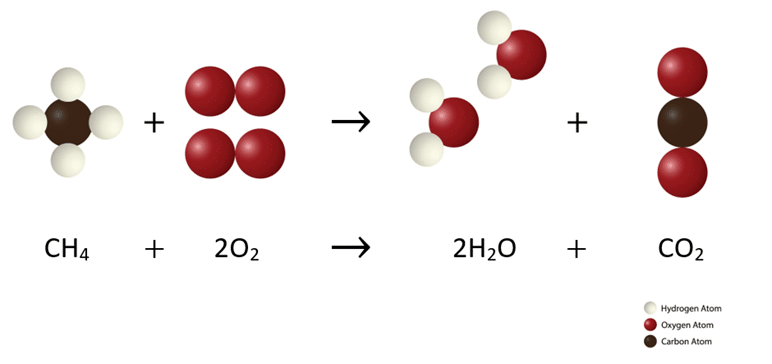 + → +
CH₄ + 2O₂ → 2H₂O + CO₂
Hydrogen Atom
Oxygen Atom
Carbon Atom